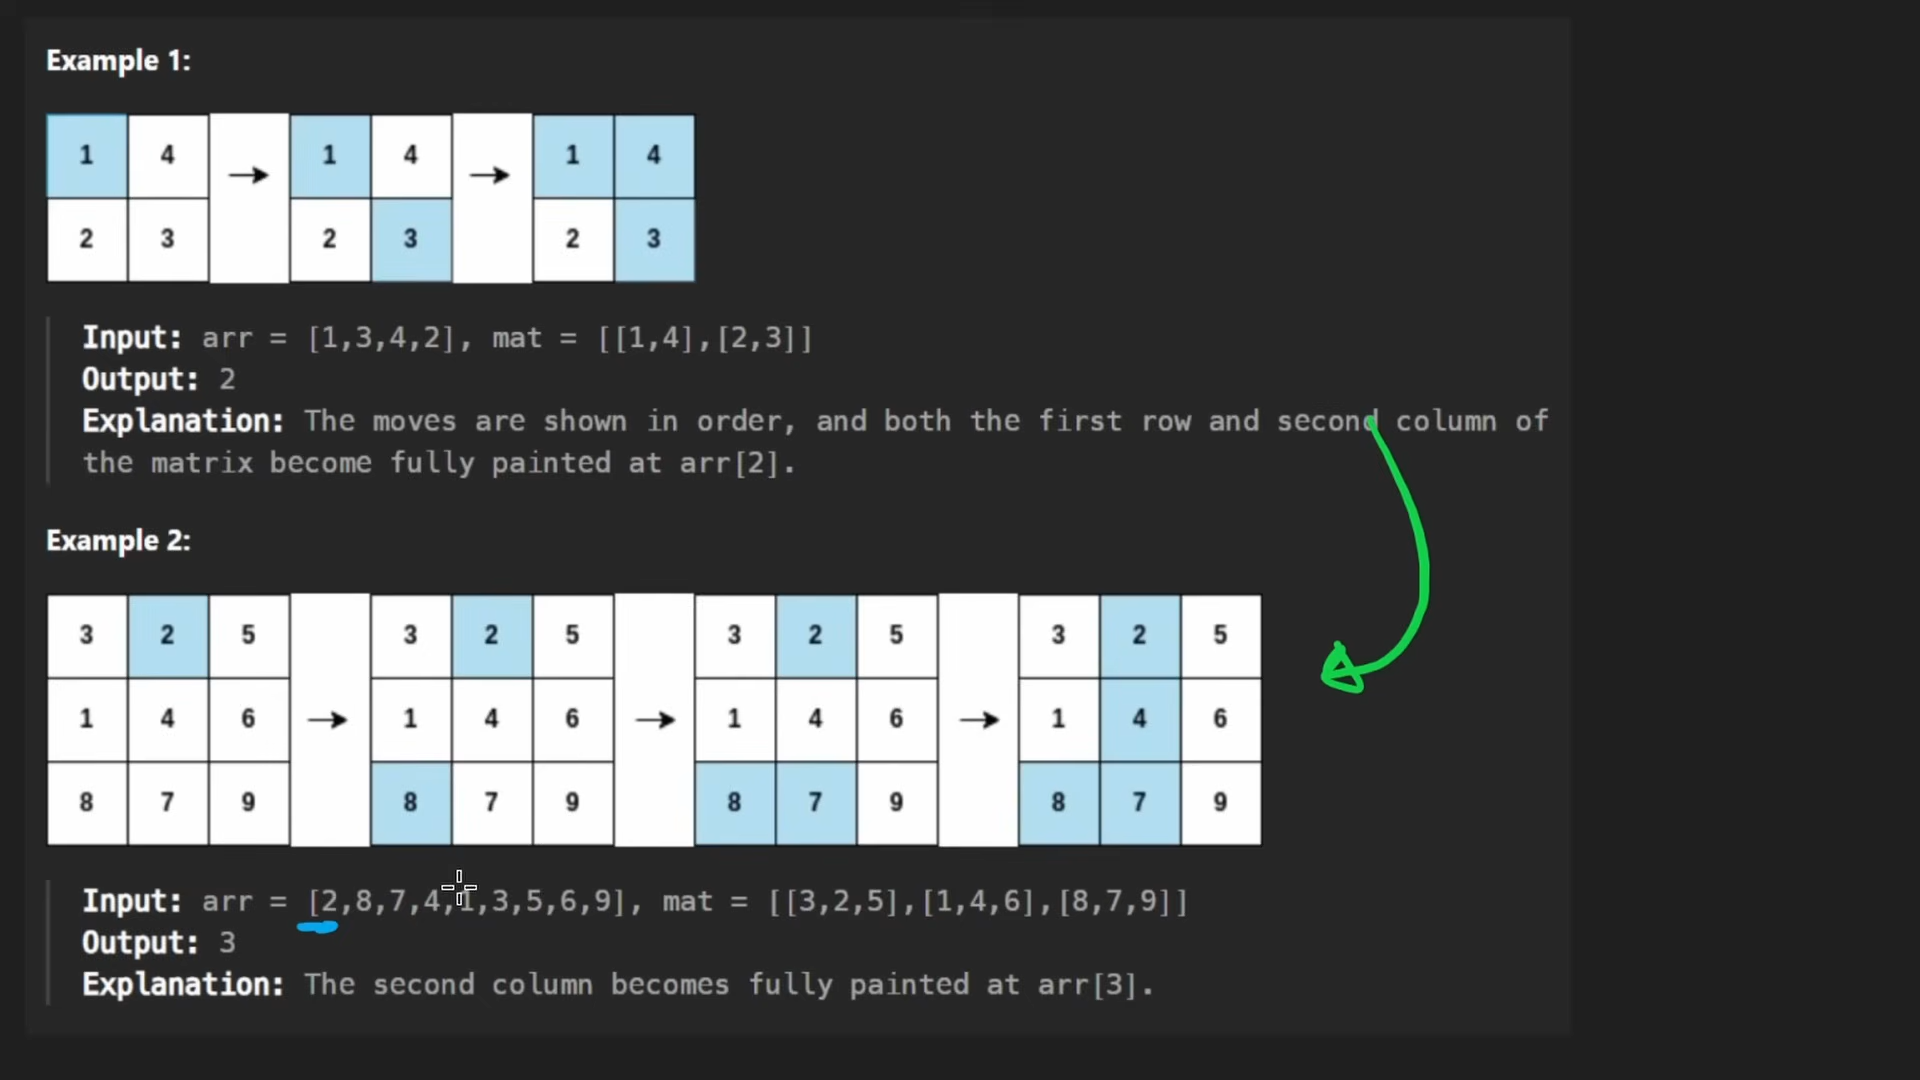 Example 1:
1 4 → 1 4 → 1 4
2 3 2 3 2 3
Input: arr = [1,3,4,2], mat = [[1,4],[2,3]]
Output: 2
Explanation: The moves are shown in order, and both the first row and second column of
the matrix become fully painted at arr[2].
Example 2:
3 2 5 3 2 5 3 2 5 3 2 5
1 4 6 → 1 4 6 → 1 4 6 → 1 4 6
8 7 9 8 7 9 8 7 9 8 7 9
Input: arr = [2,8,7,4,1,3,5,6,9], mat = [[3,2,5],[1,4,6],[8,7,9]]
Output: 3
Explanation: The second column becomes fully painted at arr[3].